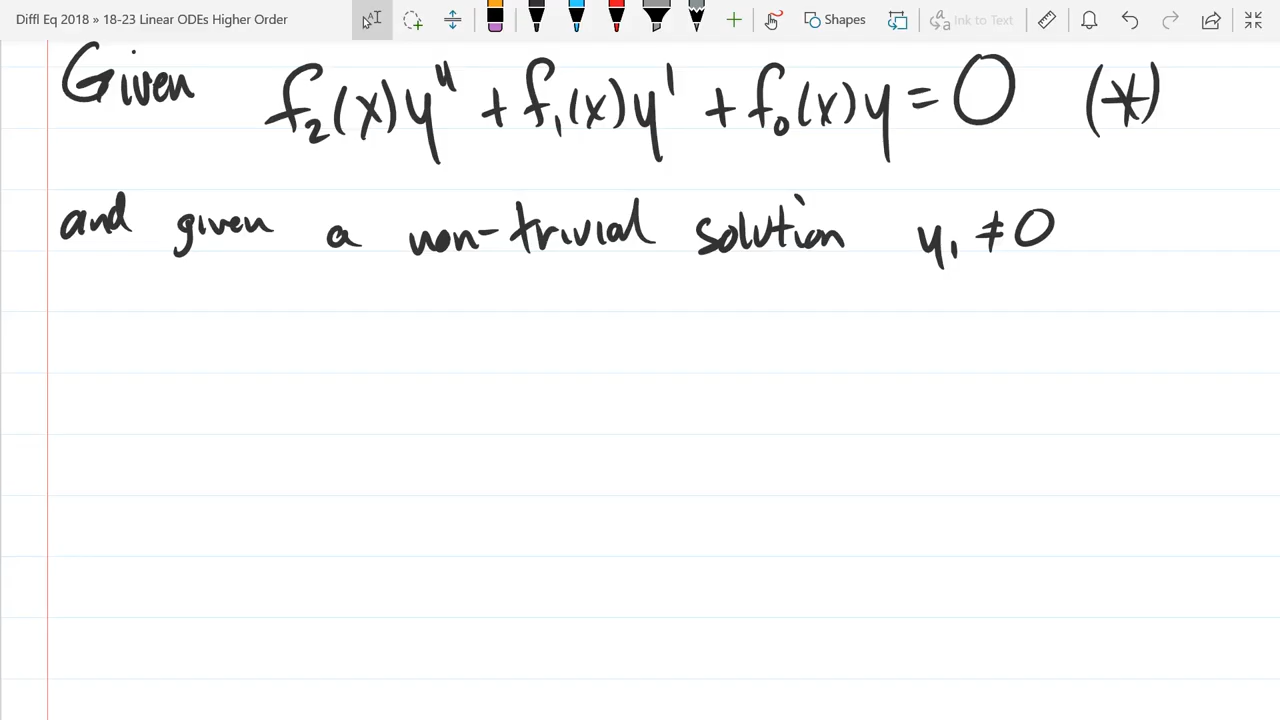 Diffl Eq 2018 » 18-23 Linear ODEs Higher Order
Shapes
Ink to Text
Given f₂(x)y'' + f₁(x)y' + f₀(x)y = 0 (*)
and given a non-trivial solution y₁ ≠ 0